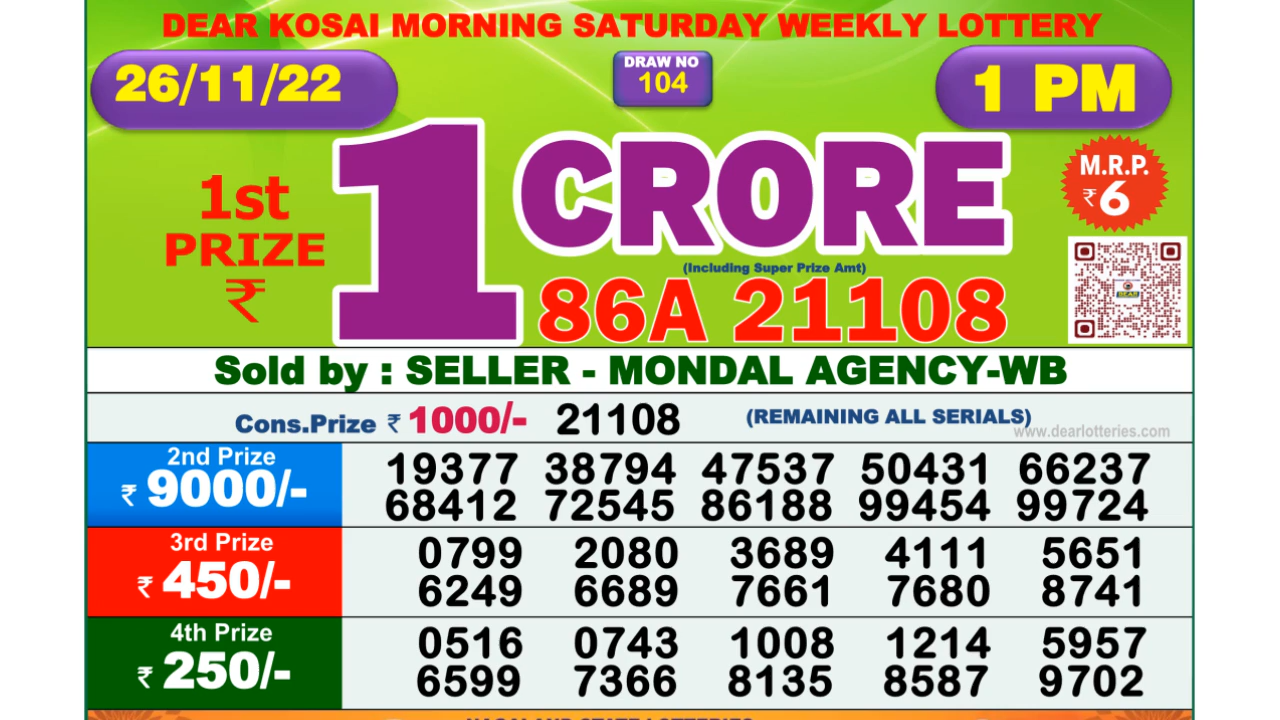 DEAR KOSAI MORNING SATURDAY WEEKLY LOTTERY
26/11/22
DRAW NO
104
1 PM
1st
PRIZE
₹
1 CRORE
(Including Super Prize Amt)
86A 21108
M.R.P.
₹6
DEAR
Sold by : SELLER - MONDAL AGENCY-WB
Cons.Prize ₹ 1000/- 21108 (REMAINING ALL SERIALS)
www.dearlotteries.com
2nd Prize
₹ 9000/-
19377 38794 47537 50431 66237
68412 72545 86188 99454 99724
3rd Prize
₹ 450/-
0799 2080 3689 4111 5651
6249 6689 7661 7680 8741
4th Prize
₹ 250/-
0516 0743 1008 1214 5957
6599 7366 8135 8587 9702
NAGALAND STATE LOTTERIES